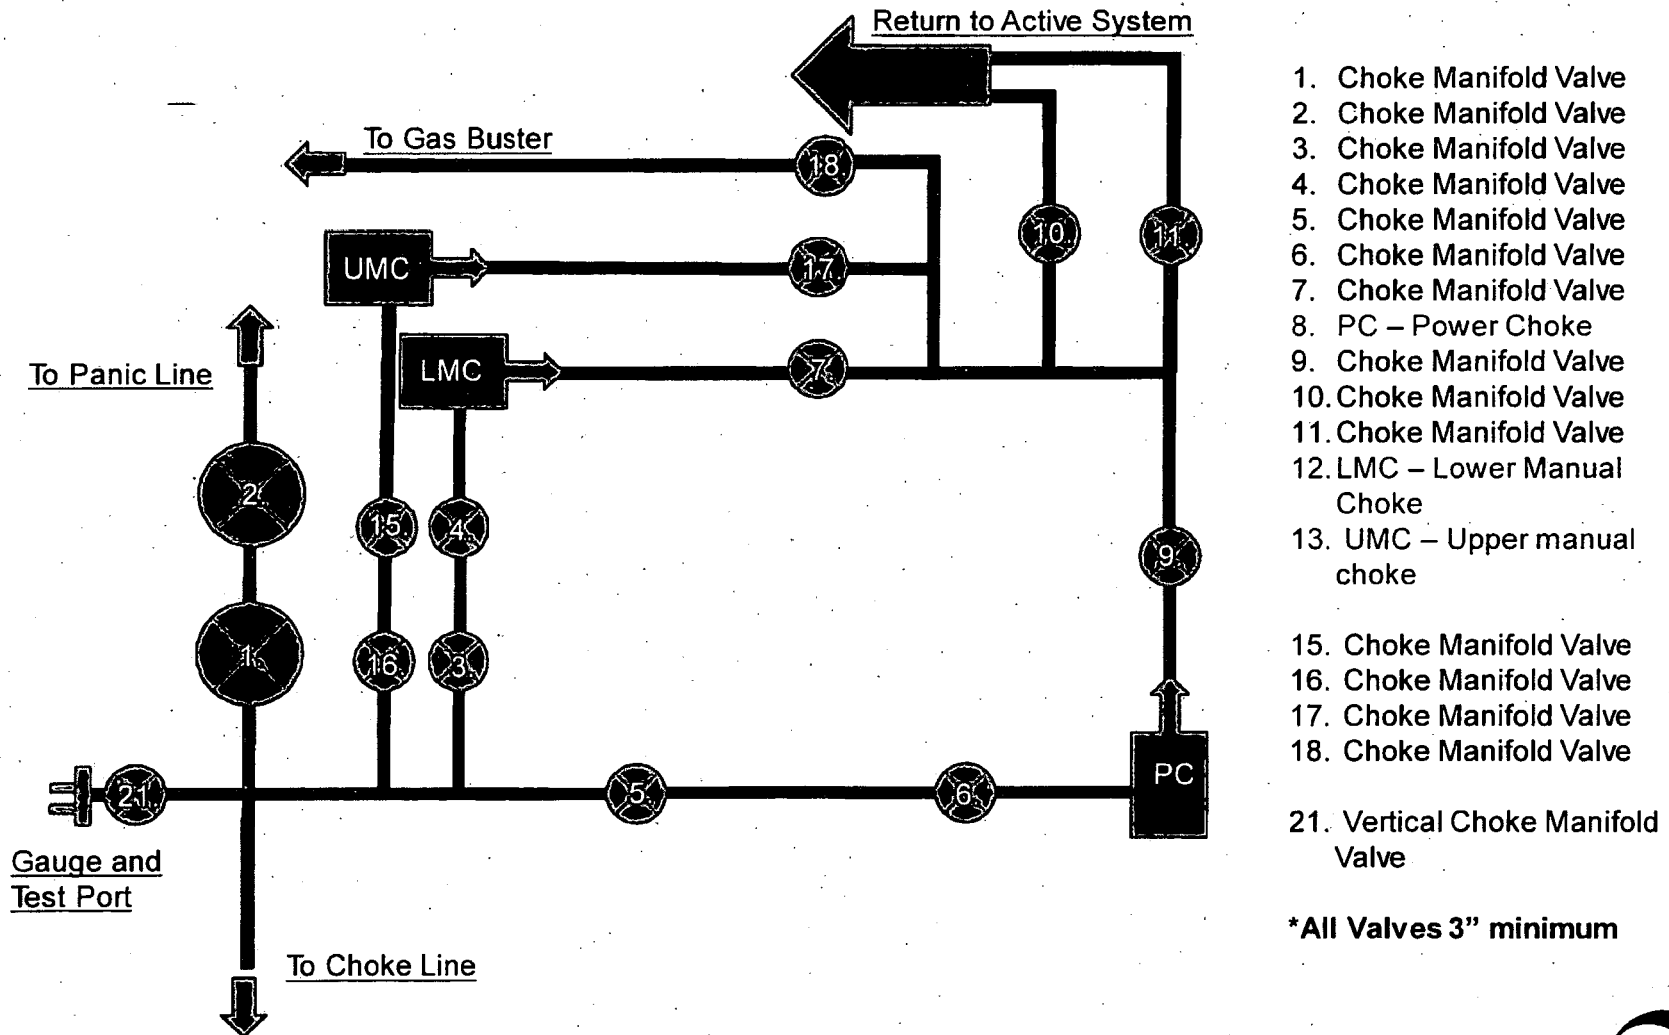 Return to Active System
To Gas Buster
18
10
11
UMC
17
LMC
7
To Panic Line
2
15
4
9
1
16
3
PC
21
5
6
Gauge and
Test Port
To Choke Line
1. Choke Manifold Valve
2. Choke Manifold Valve
3. Choke Manifold Valve
4. Choke Manifold Valve
5. Choke Manifold Valve
6. Choke Manifold Valve
7. Choke Manifold Valve
8. PC – Power Choke
9. Choke Manifold Valve
10. Choke Manifold Valve
11. Choke Manifold Valve
12. LMC – Lower Manual
Choke
13. UMC – Upper manual
choke
15. Choke Manifold Valve
16. Choke Manifold Valve
17. Choke Manifold Valve
18. Choke Manifold Valve
21. Vertical Choke Manifold
Valve
*All Valves 3” minimum